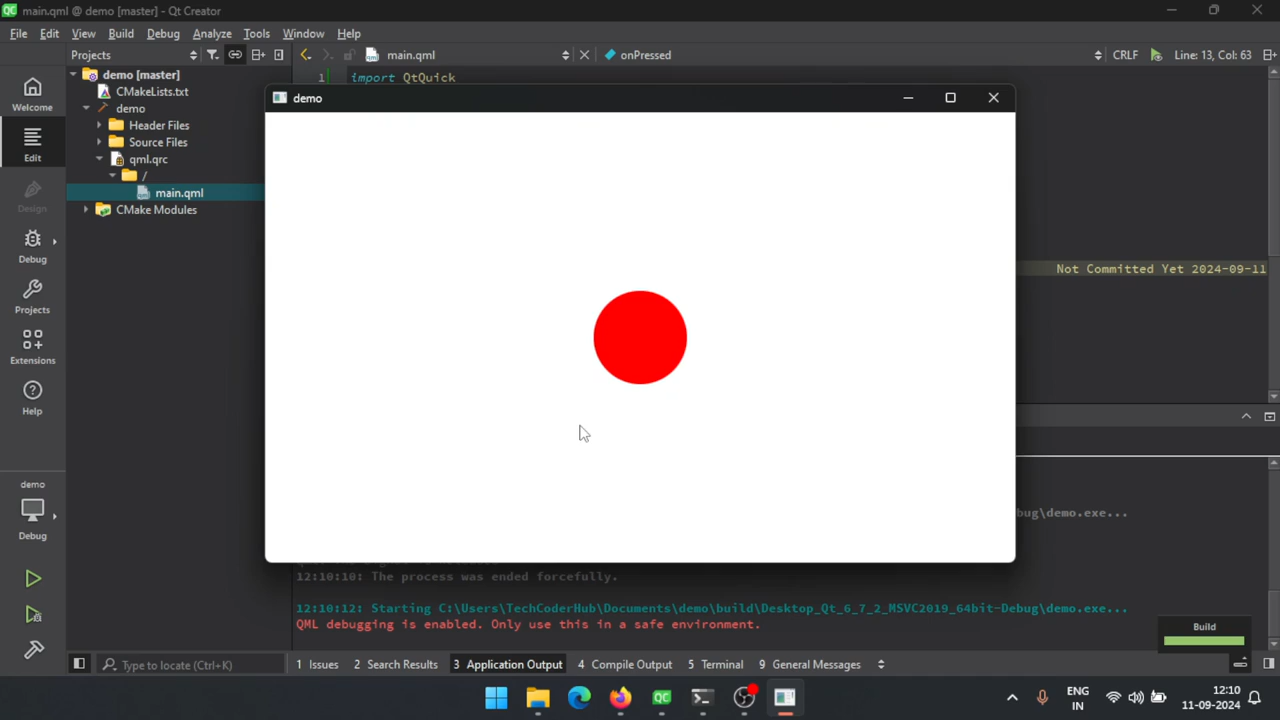 main.qml @ demo [master] - Qt Creator
File Edit View Build Debug Analyze Tools Window Help
Projects
main.qml
onPressed
CRLF
Line: 13, Col: 63
demo [master]
CMakeLists.txt
demo
Header Files
Source Files
qml.qrc
/
main.qml
CMake Modules
Welcome
Edit
Design
Debug
Projects
Extensions
Help
demo
Debug
1 import QtQuick
demo
Not Committed Yet 2024-09-11
bug\demo.exe...
12:10:10: The process was ended forcefully.
12:10:12: Starting C:\Users\TechCoderHub\Documents\demo\build\Desktop_Qt_6_7_2_MSVC2019_64bit-Debug\demo.exe...
QML debugging is enabled. Only use this in a safe environment.
Build
Type to locate (Ctrl+K)
1 Issues 2 Search Results 3 Application Output 4 Compile Output 5 Terminal 9 General Messages
ENG
IN
12:10
11-09-2024